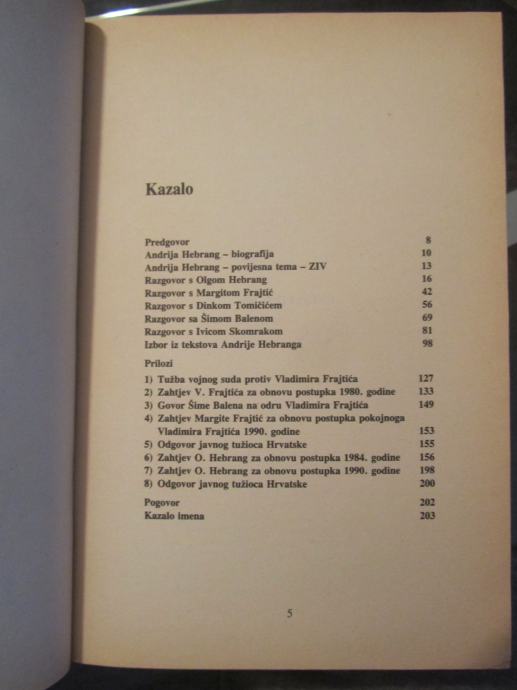 Kazalo
Predgovor 8
Andrija Hebrang – biografija 10
Andrija Hebrang – povijesna tema – ZIV 13
Razgovor s Olgom Hebrang 16
Razgovor s Margitom Frajtić 42
Razgovor s Dinkom Tomičićem 56
Razgovor sa Šimom Balenom 69
Razgovor s Ivicom Skomrakom 81
Izbor iz tekstova Andrije Hebranga 98
Prilozi
1) Tužba vojnog suda protiv Vladimira Frajtića 127
2) Zahtjev V. Frajtića za obnovu postupka 1980. godine 133
3) Govor Šime Balena na odru Vladimira Frajtića 149
4) Zahtjev Margite Frajtić za obnovu postupka pokojnoga
Vladimira Frajtića 1990. godine 153
5) Odgovor javnog tužioca Hrvatske 155
6) Zahtjev O. Hebrang za obnovu postupka 1984. godine 156
7) Zahtjev O. Hebrang za obnovu postupka 1990. godine 198
8) Odgovor javnog tužioca Hrvatske 200
Pogovor 202
Kazalo imena 203
5